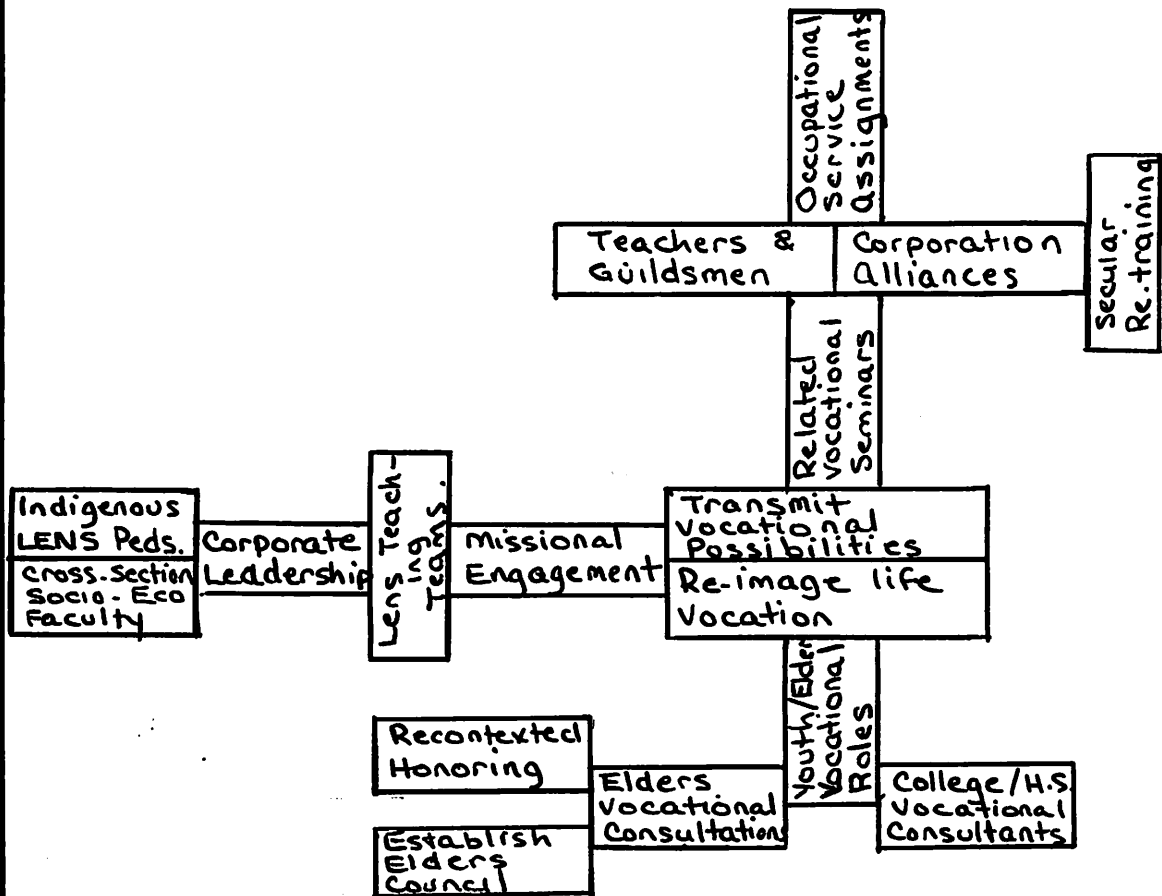 Occupational
Service
Assignments
Secular
Re.training
Teachers &
Guildsmen
Corporation
Alliances
Related
Vocational
Seminars
Indigenous
LENS Peds.
Cross-Section
Socio-Eco
Faculty
Corporate
Leadership
Lens Teach-
ing
Teams.
Missional
Engagement
Transmit
Vocational
Possibilities
Re-image life
Vocation
Youth/Elder
Vocational
Roles
Recontexted
Honoring
Establish
Elders
Council
Elders
Vocational
Consultation
College/H.S.
Vocational
Consultants